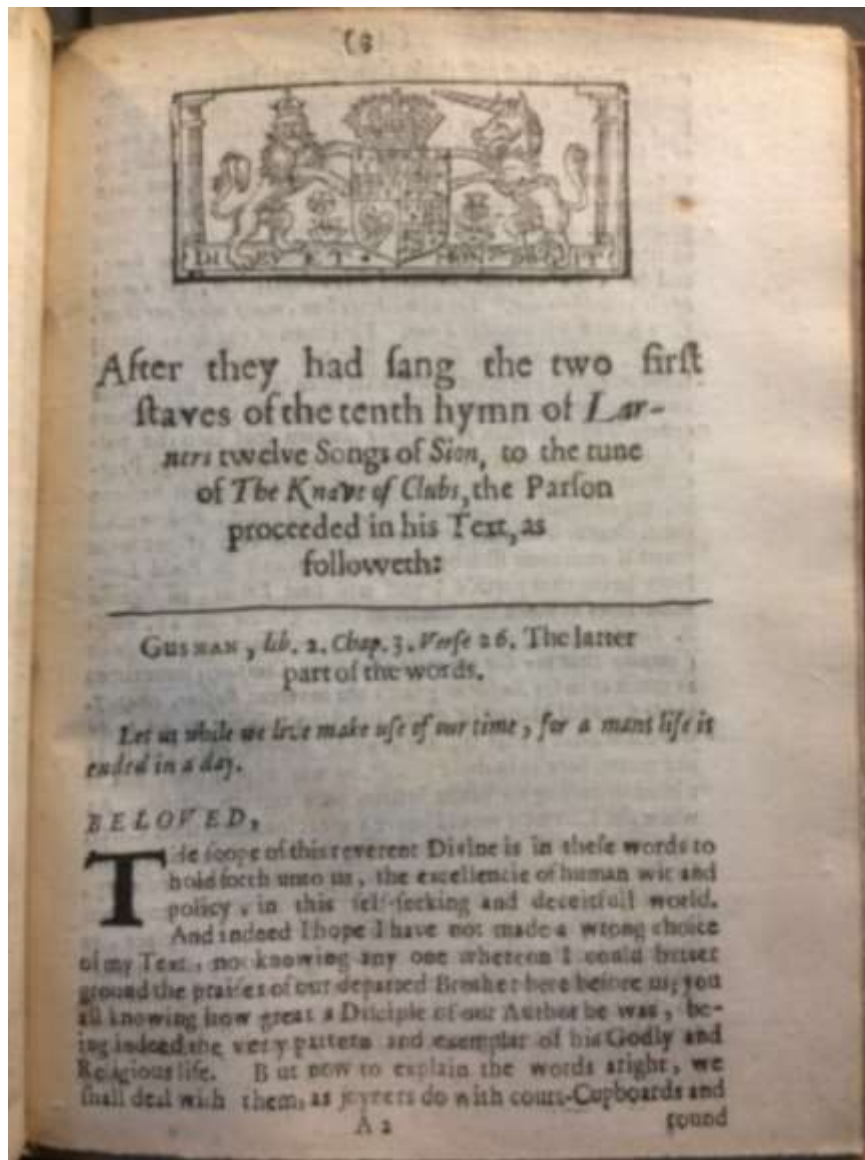 (3
DI EV ET MON DR IT
After they had ſang the two firſt
ſtaves of the tenth hymn of Lar-
ners twelve Songs of Sion, to the tune
of The Knave of Clubs, the Parſon
proceeded in his Text, as
followeth:
GUSMAN, lib. 2. Chap. 3. Verſe 26. The latter
part of the words.
Let us while we live make uſe of our time, for a mans life is
ended in a day.
BELOVED,
The ſcope of this reverent Divine is in theſe words to
hold forth unto us, the excellencie of human wit and
policy, in this ſelf-ſeeking and deceitfull world.
And indeed I hope I have not made a wrong choice
of my Text, not knowing any one whereon I could better
ground the praiſes of our departed Brother here before us; you
all knowing how great a Diſciple of our Author he was, be-
ing indeed the very pattern and exemplar of his Godly and
Religious life. But now to explain the words aright, we
ſhall deal with them, as joyners do with court-Cupboards and
A 2 round